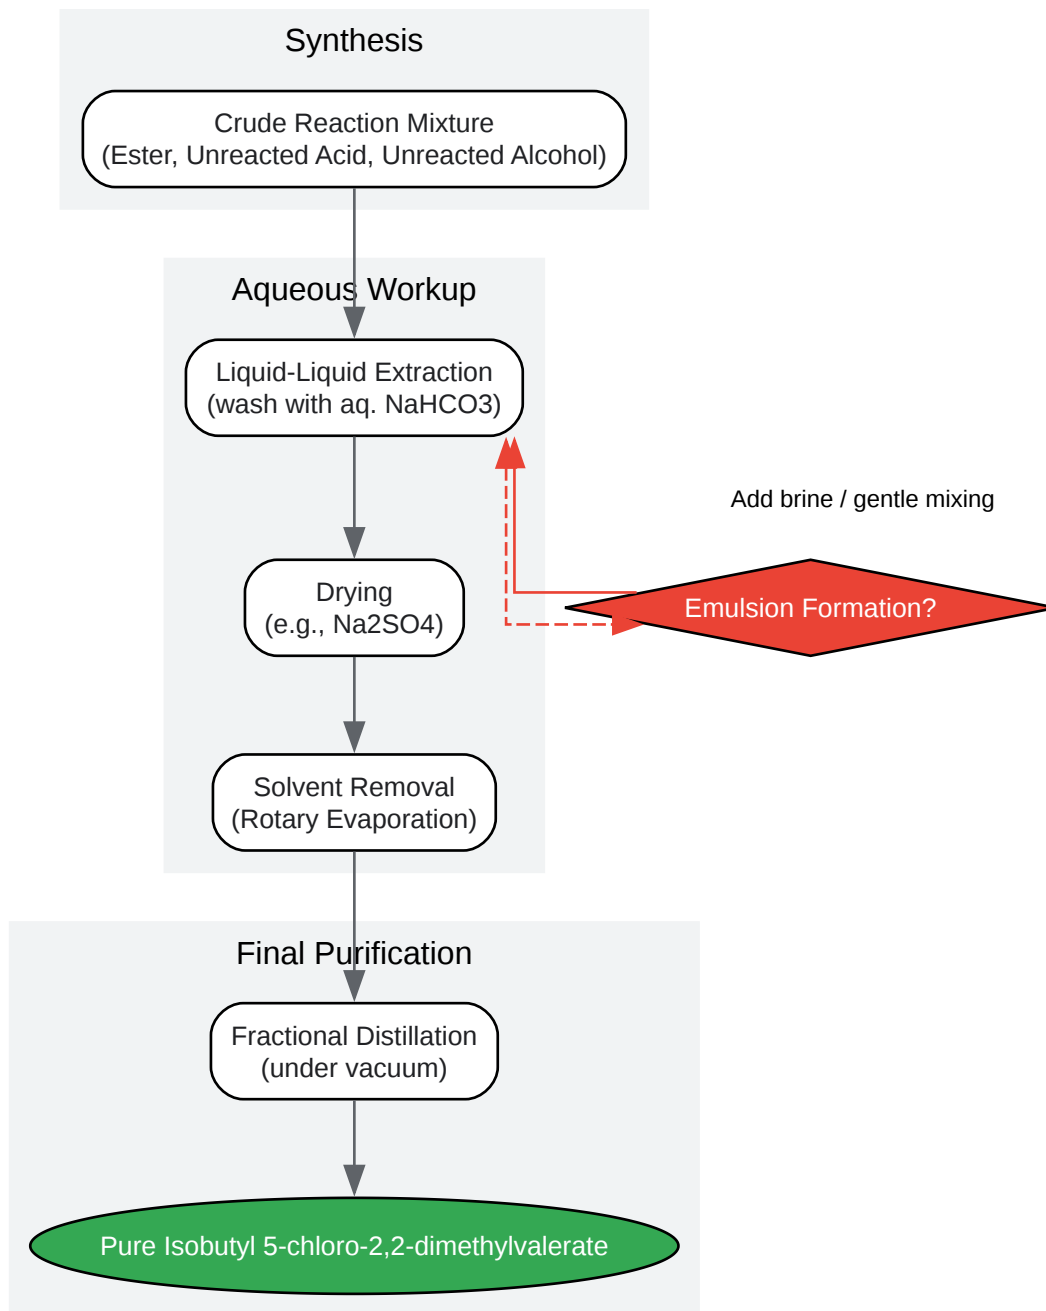 Synthesis
Crude Reaction Mixture
(Ester, Unreacted Acid, Unreacted Alcohol)
Aqueous Workup
Liquid-Liquid Extraction
(wash with aq. NaHCO3)
Add brine / gentle mixing
Drying
(e.g., Na2SO4)
Emulsion Formation?
Solvent Removal
(Rotary Evaporation)
Final Purification
Fractional Distillation
(under vacuum)
Pure Isobutyl 5-chloro-2,2-dimethylvalerate